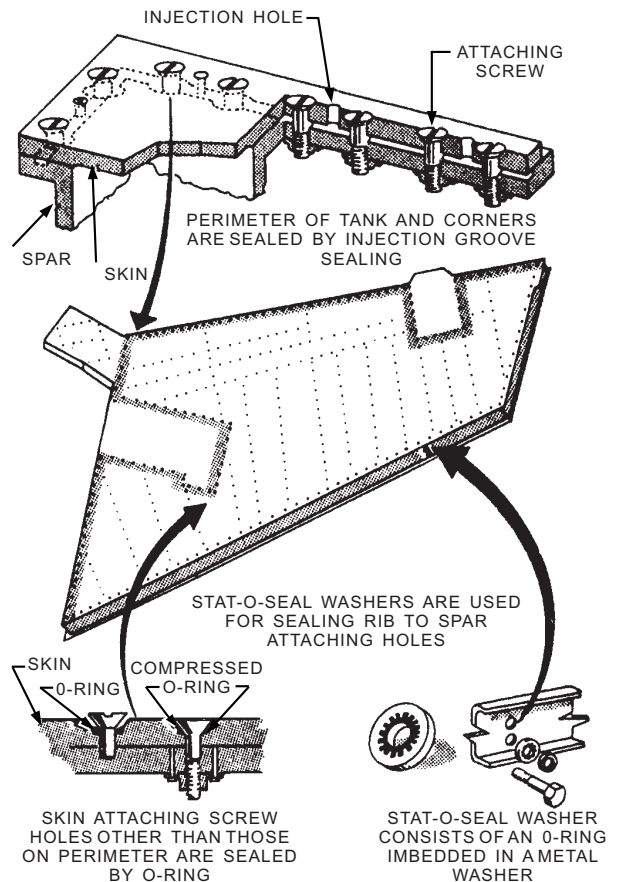 INJECTION HOLE
ATTACHING
SCREW
PERIMETER OF TANK AND CORNERS
ARE SEALED BY INJECTION GROOVE
SEALING
SPAR
SKIN
STAT-O-SEAL WASHERS ARE USED
FOR SEALING RIB TO SPAR
ATTACHING HOLES
SKIN
0-RING
COMPRESSED
O-RING
SKIN ATTACHING SCREW
HOLES OTHER THAN THOSE
ON PERIMETER ARE SEALED
BY O-RING
STAT-O-SEAL WASHER
CONSISTS OF AN 0-RING
IMBEDDED IN A METAL
WASHER